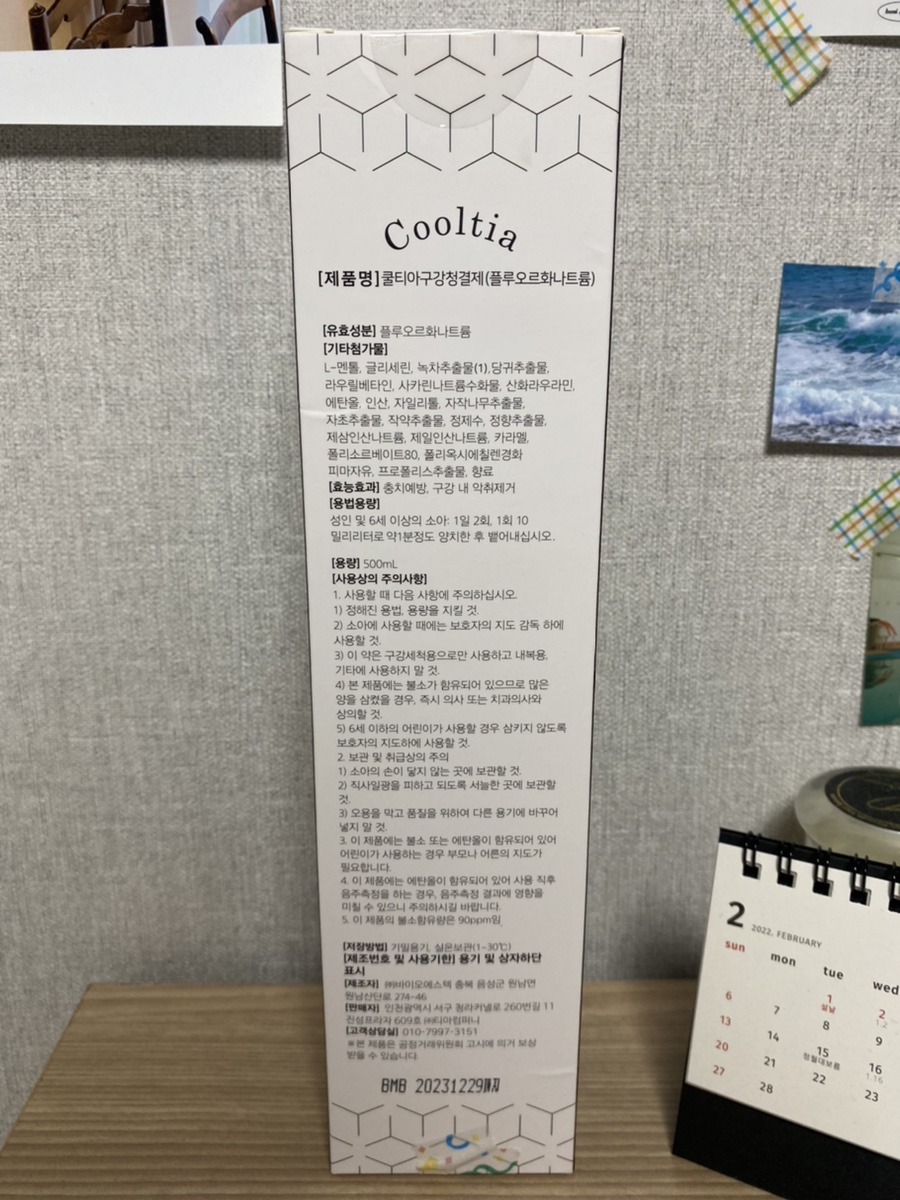 Cooltia
[제품명]쿨티아구강청결제(플루오르화나트륨)
[유효성분] 플루오르화나트륨
[기타첨가물]
L-멘톨, 글리세린, 녹차추출물(1),당귀추출물,
라우릴베타인, 사카린나트륨수화물, 산화라우라민,
에탄올, 인산, 자일리톨, 자작나무추출물,
자초추출물, 작약추출물, 정제수, 정향추출물,
제삼인산나트륨, 제일인산나트륨, 카라멜,
폴리소르베이트80, 폴리옥시에칠렌경화
피마자유, 프로폴리스추출물, 향료
[효능효과] 충치예방, 구강 내 악취제거
[용법용량]
성인 및 6세 이상의 소아: 1일 2회, 1회 10
밀리리터로 약1분정도 양치한 후 뱉어내십시오.
[용량] 500mL
[사용상의 주의사항]
1. 사용할 때 다음 사항에 주의하십시오.
1) 정해진 용법, 용량을 지킬 것.
2) 소아에 사용할 때에는 보호자의 지도 감독 하에
사용할 것.
3) 이 약은 구강세척용으로만 사용하고 내복용,
기타에 사용하지 말 것.
4) 본 제품에는 불소가 함유되어 있으므로 많은
양을 삼켰을 경우, 즉시 의사 또는 치과의사와
상의할 것.
5) 6세 이하의 어린이가 사용할 경우 삼키지 않도록
보호자의 지도하에 사용할 것.
2. 보관 및 취급상의 주의
1) 소아의 손이 닿지 않는 곳에 보관할 것.
2) 직사일광을 피하고 되도록 서늘한 곳에 보관할
것.
3) 오용을 막고 품질을 위하여 다른 용기에 바꾸어
넣지 말 것.
3. 이 제품에는 불소 또는 에탄올이 함유되어 있어
어린이가 사용하는 경우 부모나 어른의 지도가
필요합니다.
4. 이 제품에는 에탄올이 함유되어 있어 사용 직후
음주측정을 하는 경우, 음주측정 결과에 영향을
미칠 수 있으니 주의하시길 바랍니다.
5. 이 제품의 불소함유량은 90ppm임
[저장방법] 기밀용기, 실온보관(1~30℃)
[제조번호 및 사용기한] 용기 및 상자하단
표시
[제조자] ㈜바이오에스텍 충북 음성군 원남면
원남산단로 274-46
[판매자] 인천광역시 서구 청라커낼로 260번길 11
진성프라자 609호 ㈜티아컴퍼니
[고객상담실] 010-7997-3151
※본 제품은 공정거래위원회 고시에 의거 보상
받을 수 있습니다.
BMB 20231229까지
2 2022. FEBRUARY
sun mon tue wed
1 2
설날 1.2
6 7 8 9
13 14 15 16
정월대보름 1.16
20 21 22 23
27 28